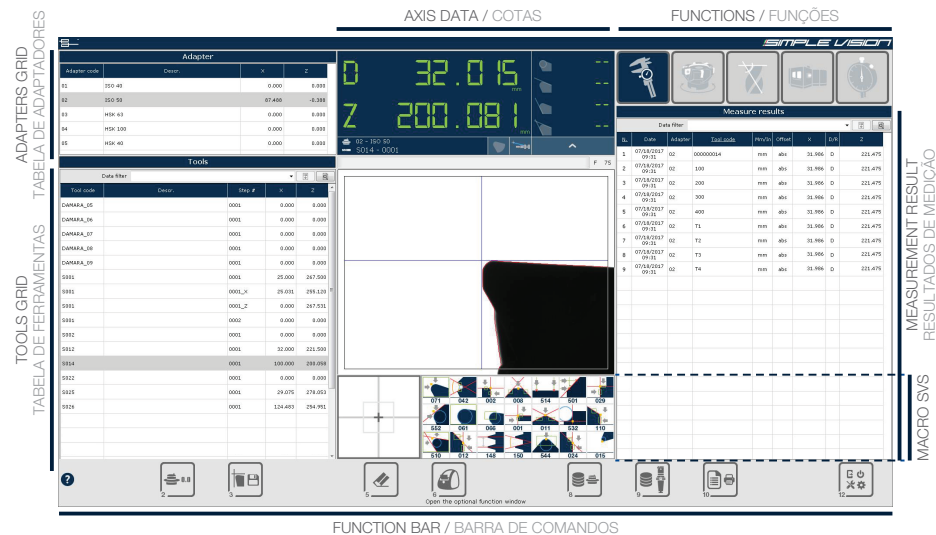 AXIS DATA / COTAS
FUNCTIONS / FUNÇÕES
ADAPTERS GRID
TABELA DE ADAPTADORES
TOOLS GRID
TABELA DE FERRAMENTAS
SIMPLE VISION
Adapter
Adapter code Descr. X Z
01 ISO 40 0.000 0.000
02 ISO 50 87.408 -0.388
03 HSK 63 0.000 0.000
04 HSK 100 0.000 0.000
05 HSK 40 0.000 0.000
Tools
Data filter
Tool code Descr. Step # X Z
DAMARA_05 0001 0.000 0.000
DAMARA_06 0001 0.000 0.000
DAMARA_07 0001 0.000 0.000
DAMARA_08 0001 0.000 0.000
DAMARA_09 0001 0.000 0.000
S001 0001 25.000 267.500
S001 0001_X 25.031 255.120
S001 0001_Z 0.000 267.531
S001 0002 0.000 0.000
S002 0001 0.000 0.000
S012 0001 32.000 221.500
S014 0001 100.000 200.058
S022 0001 0.000 0.000
S025 0001 29.075 278.053
S026 0001 124.463 254.951
D 32.015 mm --
Z 200.081 mm --
02 - ISO 50
S014 - 0001
F 75
071 042 002 008 514 501 029
552 061 066 001 011 532 110
510 012 148 150 544 024 015
Measure results
Data filter
N. Date Adapter Tool code Mm/In Offset X D/R Z
1 07/18/2017 09:31 02 000000014 mm abs 31.986 D 221.475
2 07/18/2017 09:31 02 100 mm abs 31.986 D 221.475
3 07/18/2017 09:31 02 200 mm abs 31.986 D 221.475
4 07/18/2017 09:31 02 300 mm abs 31.986 D 221.475
5 07/18/2017 09:31 02 400 mm abs 31.986 D 221.475
6 07/18/2017 09:31 02 T1 mm abs 31.986 D 221.475
7 07/18/2017 09:31 02 T2 mm abs 31.986 D 221.475
8 07/18/2017 09:31 02 T3 mm abs 31.986 D 221.475
9 07/18/2017 09:31 02 T4 mm abs 31.986 D 221.475
MEASUREMENT RESULT
RESULTADOS DE MEDIÇÃO
MACRO SVS
? 0.0
2 3 5 6 8 9 10 12
Open the optional function window
FUNCTION BAR / BARRA DE COMANDOS